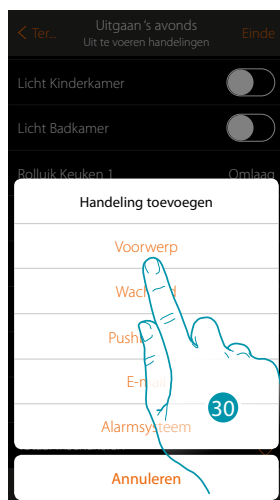 < Ter... Uitgaan 's avonds Einde
Uit te voeren handelingen
Licht Kinderkamer
Licht Badkamer
Rolluik Keuken 1 Omlaag
Handeling toevoegen
Voorwerp
E-mail
Alarmsysteem
30
Annuleren